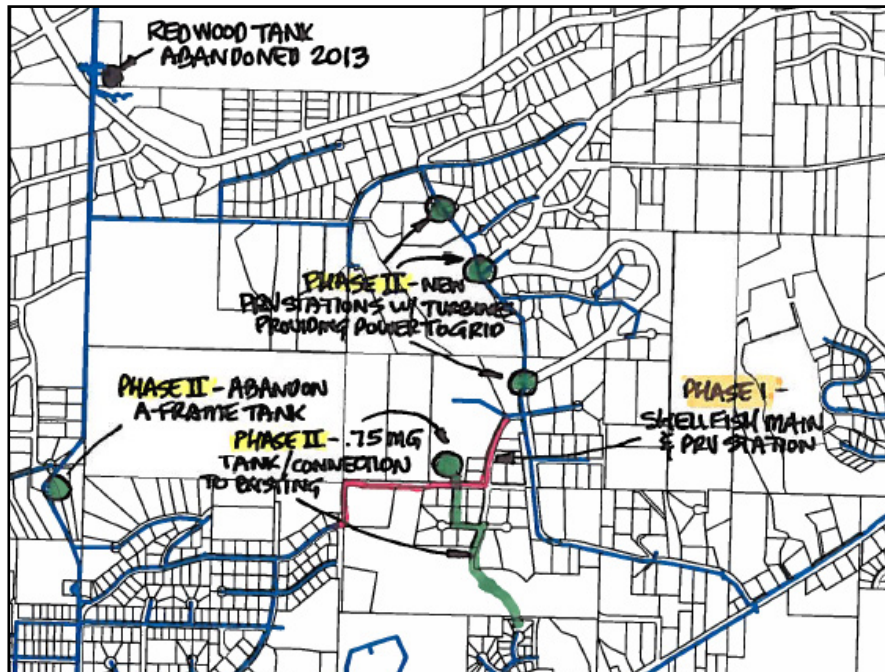 REDWOOD TANK
ABANDONED 2013
PHASE II - NEW
PRV STATIONS W/ TURBINES
PROVIDING POWER TO GRID
PHASE II - ABANDON
A-FRAME TANK
PHASE II - .75 MG
TANK/CONNECTION
TO EXISTING
PHASE I -
SHELLFISH MAIN
& PRV STATION